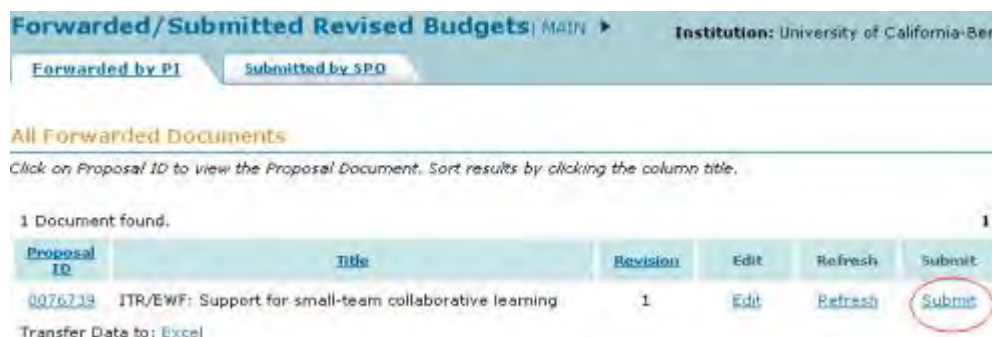 Forwarded/Submitted Revised Budgets| MAIN Institution: University of California-Ber
Forwarded by PI Submitted by SPO
All Forwarded Documents
Click on Proposal ID to view the Proposal Document. Sort results by clicking the column title.
1 Document found. 1
Proposal ID Title Revision Edit Refresh Submit
0076739 ITR/EWF: Support for small-team collaborative learning 1 Edit Refresh Submit
Transfer Data to: Excel